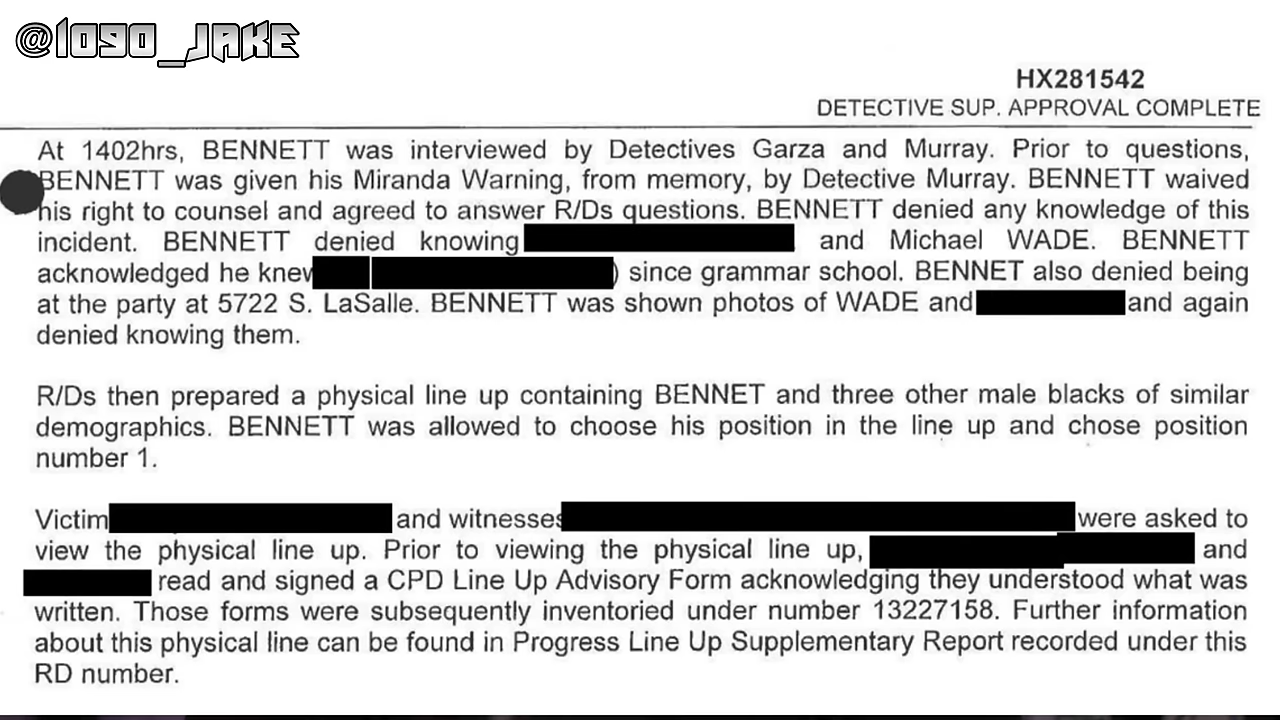 @1090_JAKE
HX281542
DETECTIVE SUP. APPROVAL COMPLETE
At 1402hrs, BENNETT was interviewed by Detectives Garza and Murray. Prior to questions,
BENNETT was given his Miranda Warning, from memory, by Detective Murray. BENNETT waived
his right to counsel and agreed to answer R/Ds questions. BENNETT denied any knowledge of this
incident. BENNETT denied knowing and Michael WADE. BENNETT
acknowledged he knew ) since grammar school. BENNET also denied being
at the party at 5722 S. LaSalle. BENNETT was shown photos of WADE and and again
denied knowing them.
R/Ds then prepared a physical line up containing BENNET and three other male blacks of similar
demographics. BENNETT was allowed to choose his position in the line up and chose position
number 1.
Victim and witnesses were asked to
view the physical line up. Prior to viewing the physical line up, and
read and signed a CPD Line Up Advisory Form acknowledging they understood what was
written. Those forms were subsequently inventoried under number 13227158. Further information
about this physical line can be found in Progress Line Up Supplementary Report recorded under this
RD number.